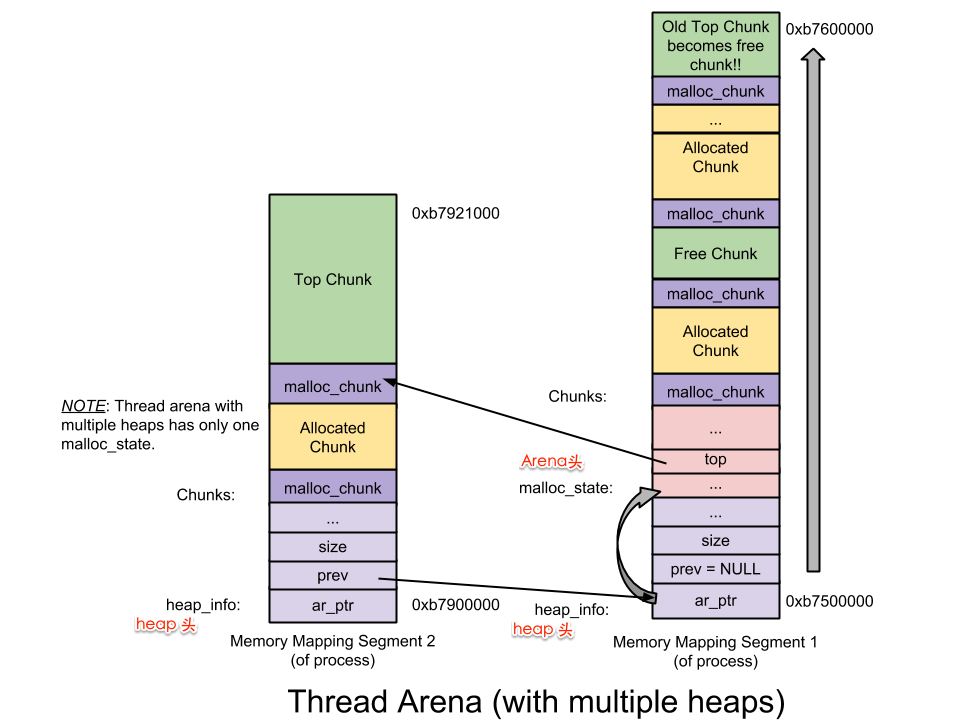 0xb7921000
Top Chunk
malloc_chunk
NOTE: Thread arena with
multiple heaps has only one
malloc_state.
Allocated
Chunk
Chunks:
malloc_chunk
...
size
prev
heap_info:
heap 头
ar_ptr
0xb7900000
Memory Mapping Segment 2
(of process)
Old Top Chunk
becomes free
chunk!!
0xb7600000
malloc_chunk
...
Allocated
Chunk
malloc_chunk
Free Chunk
malloc_chunk
Allocated
Chunk
Chunks:
malloc_chunk
...
Arena头
top
malloc_state:
...
...
size
prev = NULL
heap_info:
heap 头
ar_ptr
0xb7500000
Memory Mapping Segment 1
(of process)
Thread Arena (with multiple heaps)